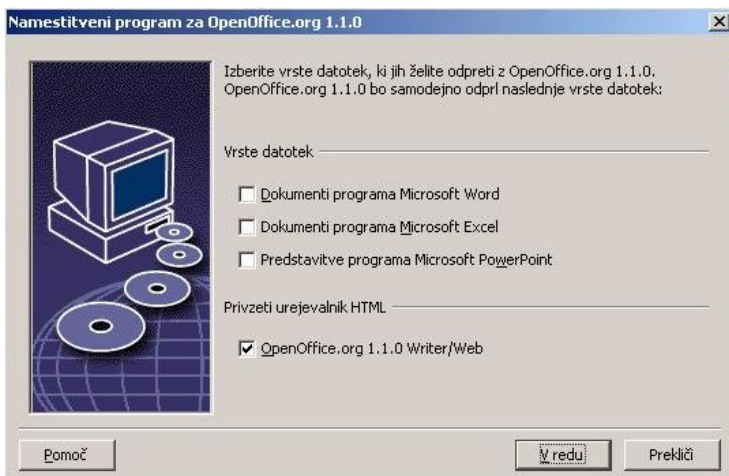 Namestitveni program za OpenOffice.org 1.1.0
Izberite vrste datotek, ki jih želite odpreti z OpenOffice.org 1.1.0.
OpenOffice.org 1.1.0 bo samodejno odprl naslednje vrste datotek:
Vrste datotek
Dokumenti programa Microsoft Word
Dokumenti programa Microsoft Excel
Predstavitve programa Microsoft PowerPoint
Privzeti urejevalnik HTML
OpenOffice.org 1.1.0 Writer/Web
Pomoč
V redu
Prekliči